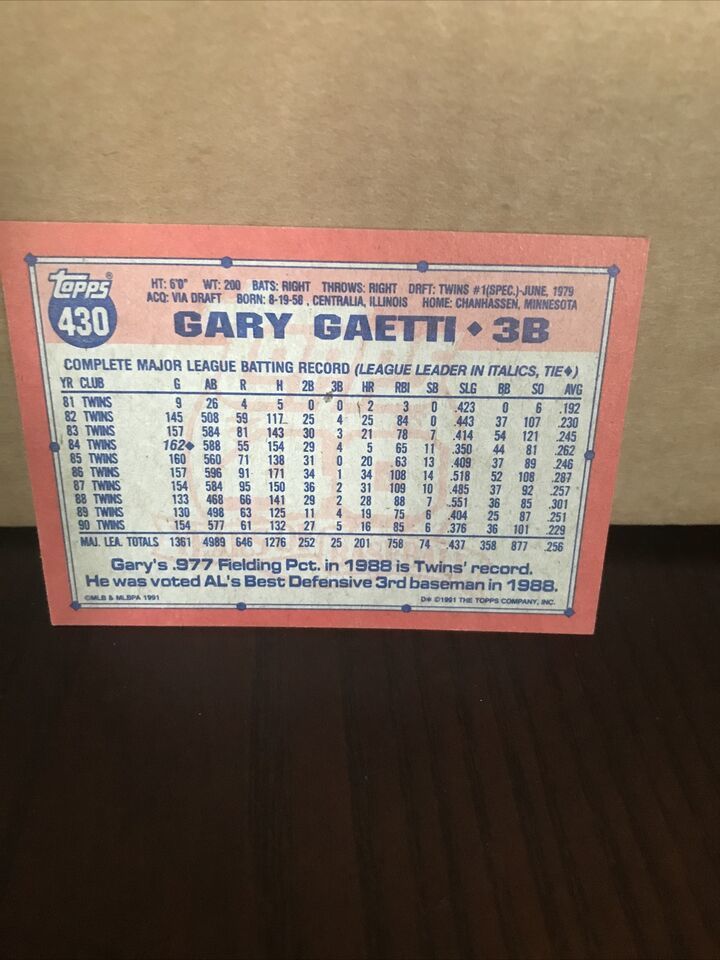 Topps®
430
HT: 6'0" WT: 200 BATS: RIGHT THROWS: RIGHT DRFT: TWINS #1(SPEC.)-JUNE, 1979
ACQ: VIA DRAFT BORN: 8-19-58, CENTRALIA, ILLINOIS HOME: CHANHASSEN, MINNESOTA
GARY GAETTI ♦ 3B
COMPLETE MAJOR LEAGUE BATTING RECORD (LEAGUE LEADER IN ITALICS, TIE♦)
YR CLUB G AB R H 2B 3B HR RBI SB SLG BB SO AVG
81 TWINS 9 26 4 5 0 0 2 3 0 .423 0 6 .192
82 TWINS 145 508 59 117 25 4 25 84 0 .443 37 107 .230
83 TWINS 157 584 81 143 30 3 21 78 7 .414 54 121 .245
84 TWINS 162♦ 588 55 154 29 4 5 65 11 .350 44 81 .262
85 TWINS 160 560 71 138 31 0 20 63 13 .409 37 89 .246
86 TWINS 157 596 91 171 34 1 34 108 14 .518 52 108 .287
87 TWINS 154 584 95 150 36 2 31 109 10 .485 37 92 .257
88 TWINS 133 468 66 141 29 2 28 88 7 .551 36 85 .301
89 TWINS 130 498 63 125 11 4 19 75 6 .404 25 87 .251
90 TWINS 154 577 61 132 27 5 16 85 6 .376 36 101 .229
MAJ. LEA. TOTALS 1361 4989 646 1276 252 25 201 758 74 .437 358 877 .256
Gary's .977 Fielding Pct. in 1988 is Twins' record.
He was voted AL's Best Defensive 3rd baseman in 1988.
©MLB & MLBPA 1991 D* ©1991 THE TOPPS COMPANY, INC.